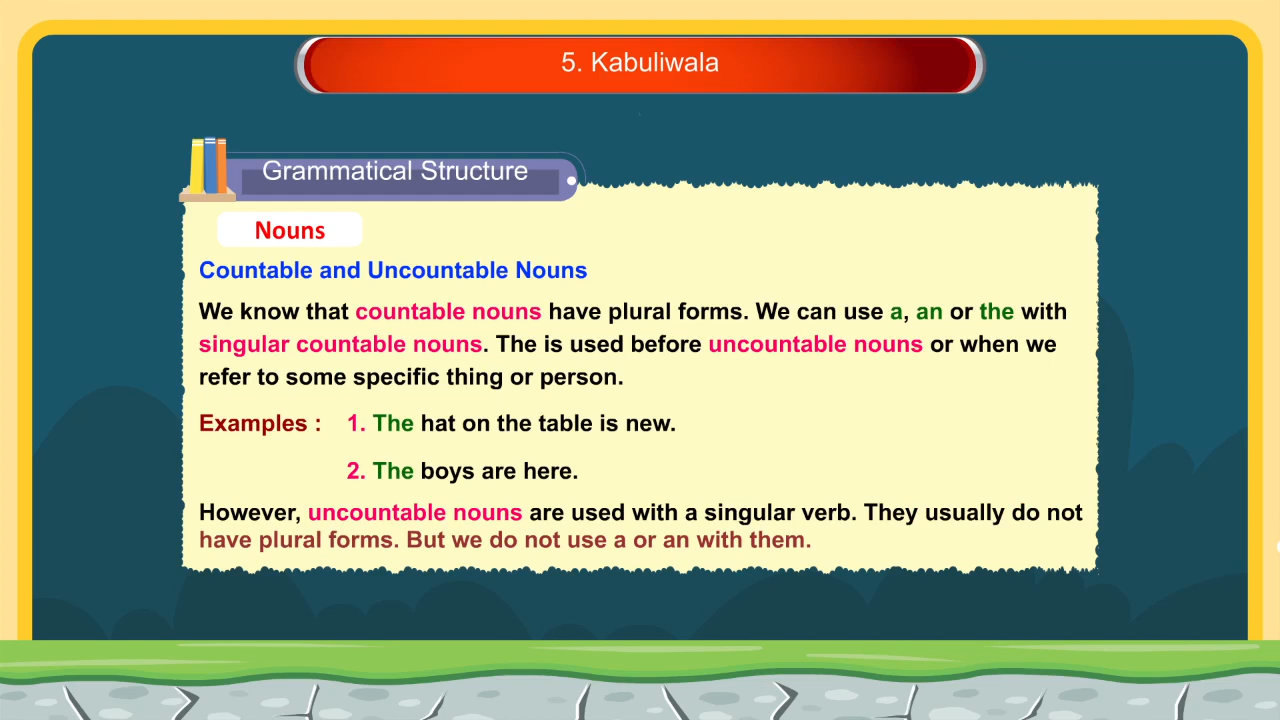 5. Kabuliwala
Grammatical Structure
Nouns
Countable and Uncountable Nouns
We know that countable nouns have plural forms. We can use a, an or the with
singular countable nouns. The is used before uncountable nouns or when we
refer to some specific thing or person.
Examples : 1. The hat on the table is new.
2. The boys are here.
However, uncountable nouns are used with a singular verb. They usually do not
have plural forms. But we do not use a or an with them.